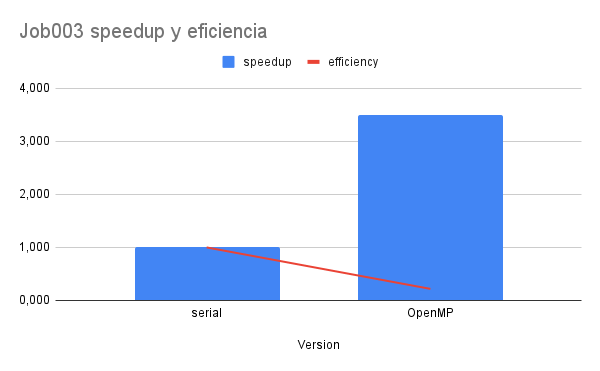 Job003 speedup y eficiencia
speedup efficiency
4,000
3,000
2,000
1,000
0,000
serial OpenMP
Version